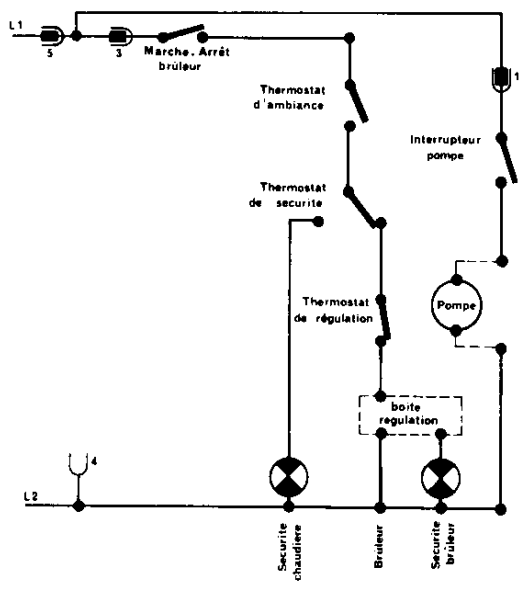 L1
5
3
Marche. Arrêt
brûleur
1
Thermostat
d'ambiance
Interrupteur
pompe
Thermostat
de securite
Thermostat
de régulation
Pompe
boite
regulation
4
L2
Securite
chaudiere
Brûleur
Securite
brûleur